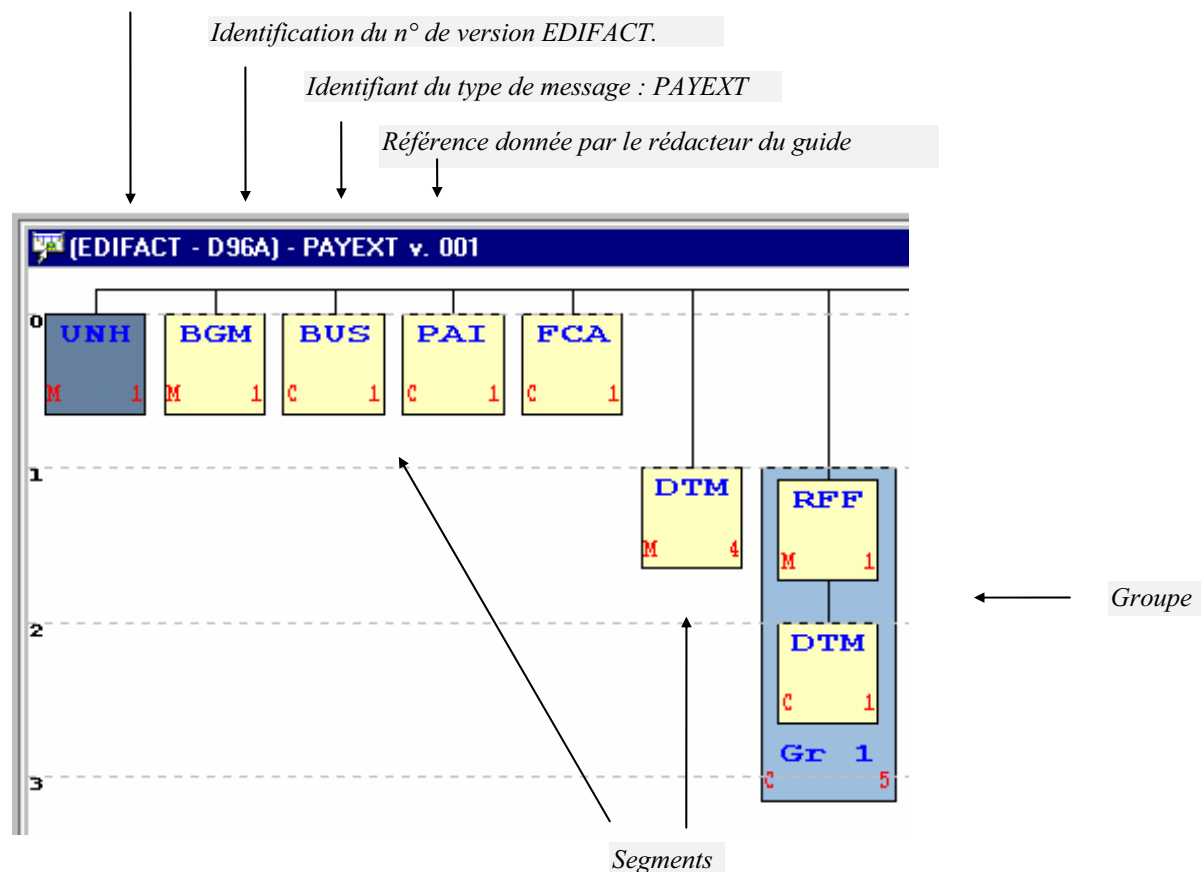 Identification du n° de version EDIFACT.
Identifiant du type de message : PAYEXT
Référence donnée par le rédacteur du guide
(EDIFACT - D96A) - PAYEXT v. 001
0
UNH BGM BUS PAI FCA
M 1 M 1 C 1 C 1 C 1
1
DTM RFF
M 4 M 1
Groupe
2
DTM
C 1
Gr 1
3
C 5
Segments